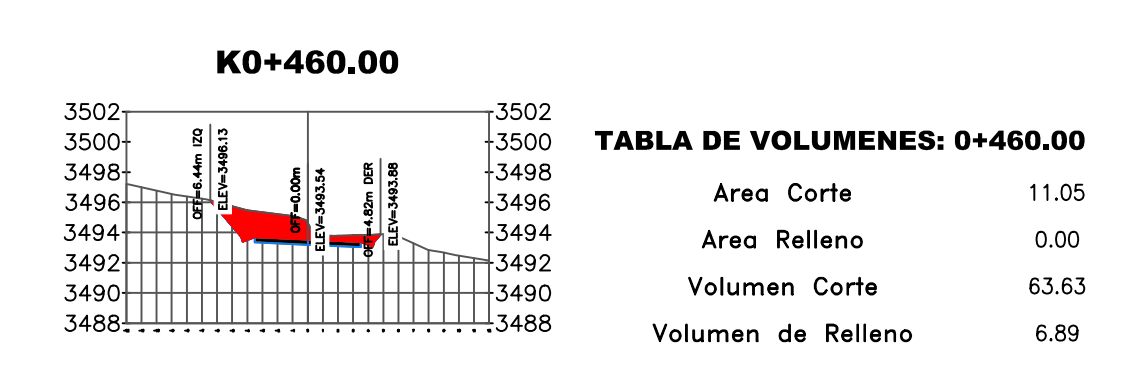 K0+460.00
3502
3500
3498
3496
3494
3492
3490
3488
OFF=6.44m IZQ
ELEV=3496.13
OFF=0.00m
ELEV=3493.54
OFF=4.82m DER
ELEV=3493.88
3502
3500
3498
3496
3494
3492
3490
3488
TABLA DE VOLUMENES: 0+460.00
Area Corte 11.05
Area Relleno 0.00
Volumen Corte 63.63
Volumen de Relleno 6.89